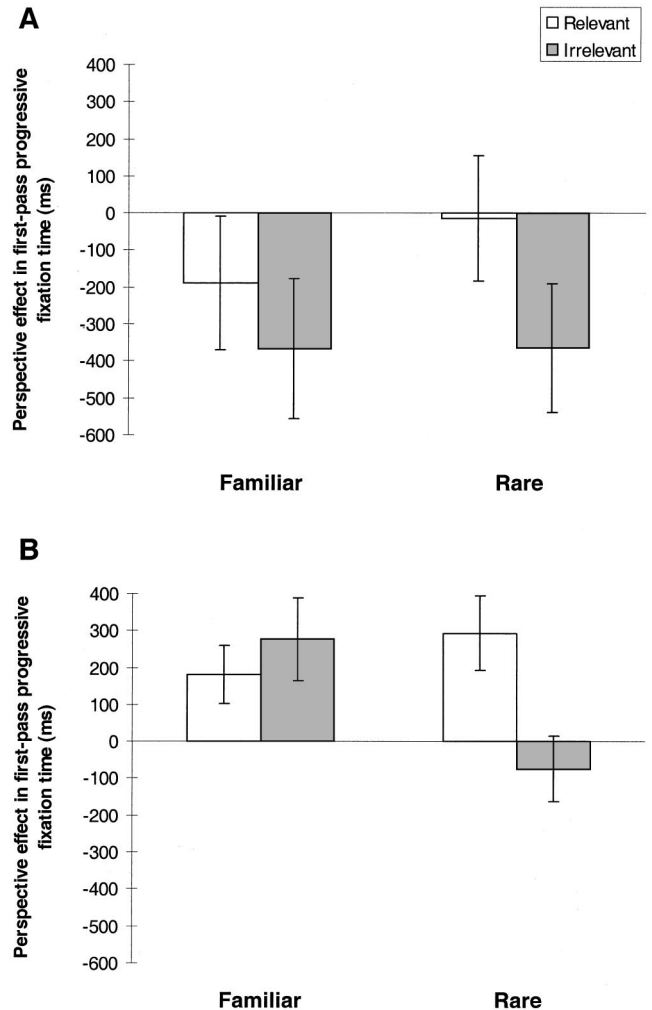 A
Relevant
Irrelevant
Perspective effect in first-pass progressive
fixation time (ms)
400
300
200
100
0
-100
-200
-300
-400
-500
-600
Familiar Rare
B
Perspective effect in first-pass progressive
fixation time (ms)
400
300
200
100
0
-100
-200
-300
-400
-500
-600
Familiar Rare